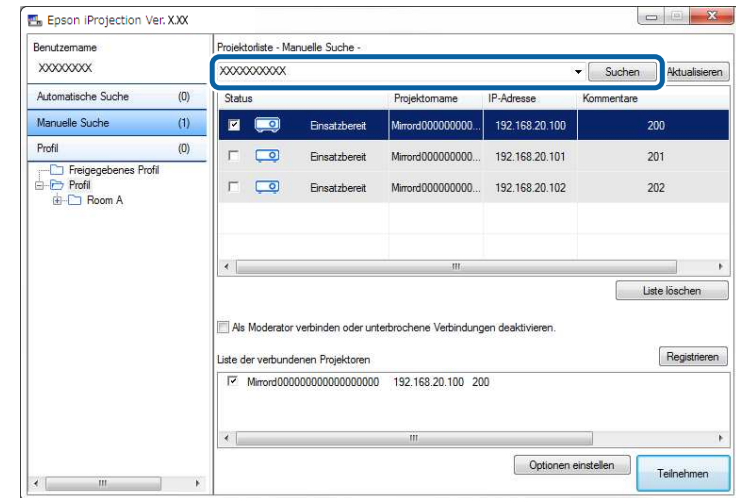 Epson iProjection Ver. X.XX
Benutzername
XXXXXXXX
Automatische Suche (0)
Manuelle Suche (1)
Profil (0)
Freigegebenes Profil
Profil
Room A
Projektorliste - Manuelle Suche -
XXXXXXXXXX Suchen Aktualisieren
Status Projektorname IP-Adresse Kommentare
Einsatzbereit Mirrord000000000... 192.168.20.100 200
Einsatzbereit Mirrord000000000... 192.168.20.101 201
Einsatzbereit Mirrord000000000... 192.168.20.102 202
Liste löschen
Als Moderator verbinden oder unterbrochene Verbindungen deaktivieren.
Liste der verbundenen Projektoren Registrieren
Mirrord000000000000000000 192.168.20.100 200
Optionen einstellen Teilnehmen